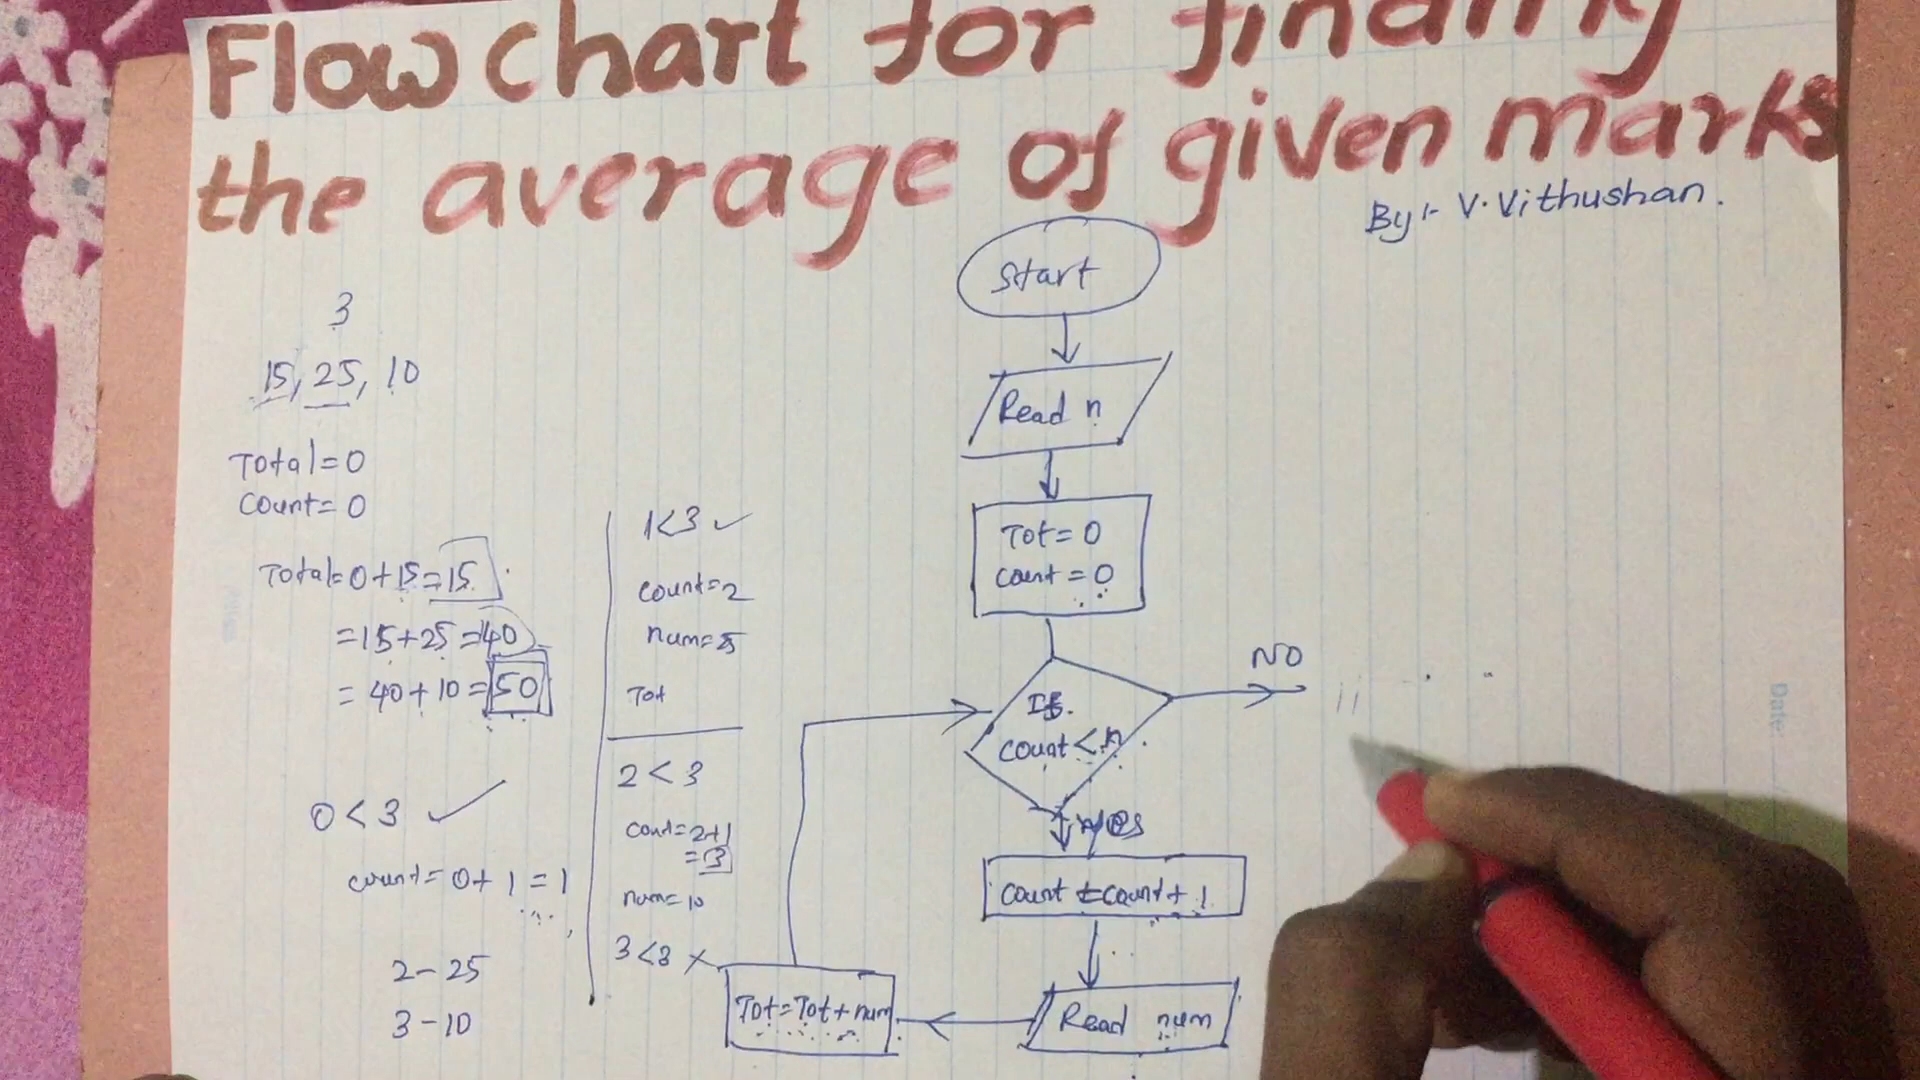 Flow chart for finding
the average of given marks
By:- V. Vithushan.
3
15, 25, 10
Total=0
Count=0
Total=0+15=15
=15+25=40
=40+10=50
0<3 ✓
count=0+1=1
2-25
3-10
1<3 ✓
count=2
num=25
Tot
2<3
count=2+1
=3
num=10
3<3 ×
Start
Read n
Tot=0
count=0
If
count<n
NO
yes
count=count+1
Read num
Tot=Tot+num
Date